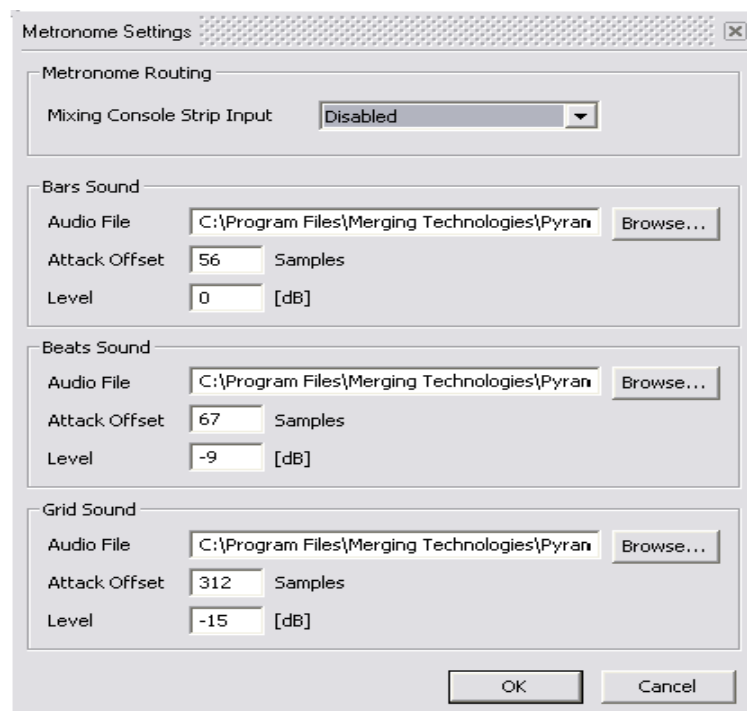 Metronome Settings
Metronome Routing
Mixing Console Strip Input Disabled
Bars Sound
Audio File C:\Program Files\Merging Technologies\Pyram Browse...
Attack Offset 56 Samples
Level 0 [dB]
Beats Sound
Audio File C:\Program Files\Merging Technologies\Pyram Browse...
Attack Offset 67 Samples
Level -9 [dB]
Grid Sound
Audio File C:\Program Files\Merging Technologies\Pyram Browse...
Attack Offset 312 Samples
Level -15 [dB]
OK Cancel